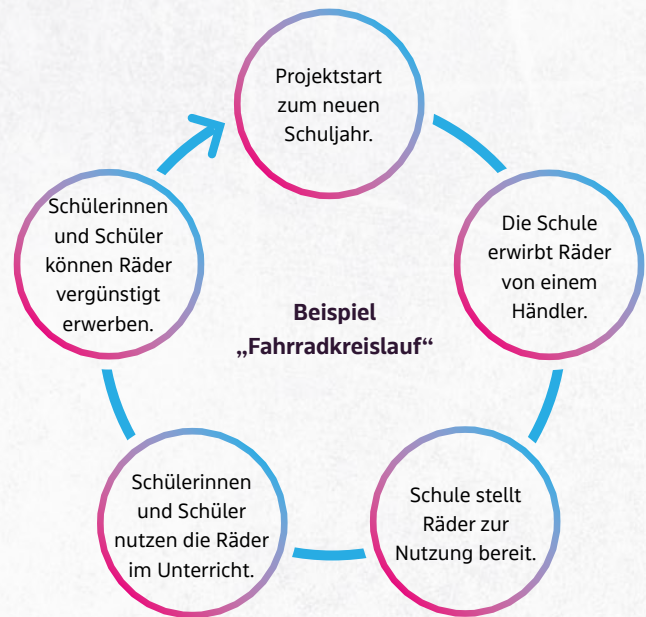 Projektstart
zum neuen
Schuljahr.
Die Schule
erwirbt Räder
von einem
Händler.
Schule stellt
Räder zur
Nutzung bereit.
Schülerinnen
und Schüler
nutzen die Räder
im Unterricht.
Schülerinnen
und Schüler
können Räder
vergünstigt
erwerben.
Beispiel
„Fahrradkreislauf“